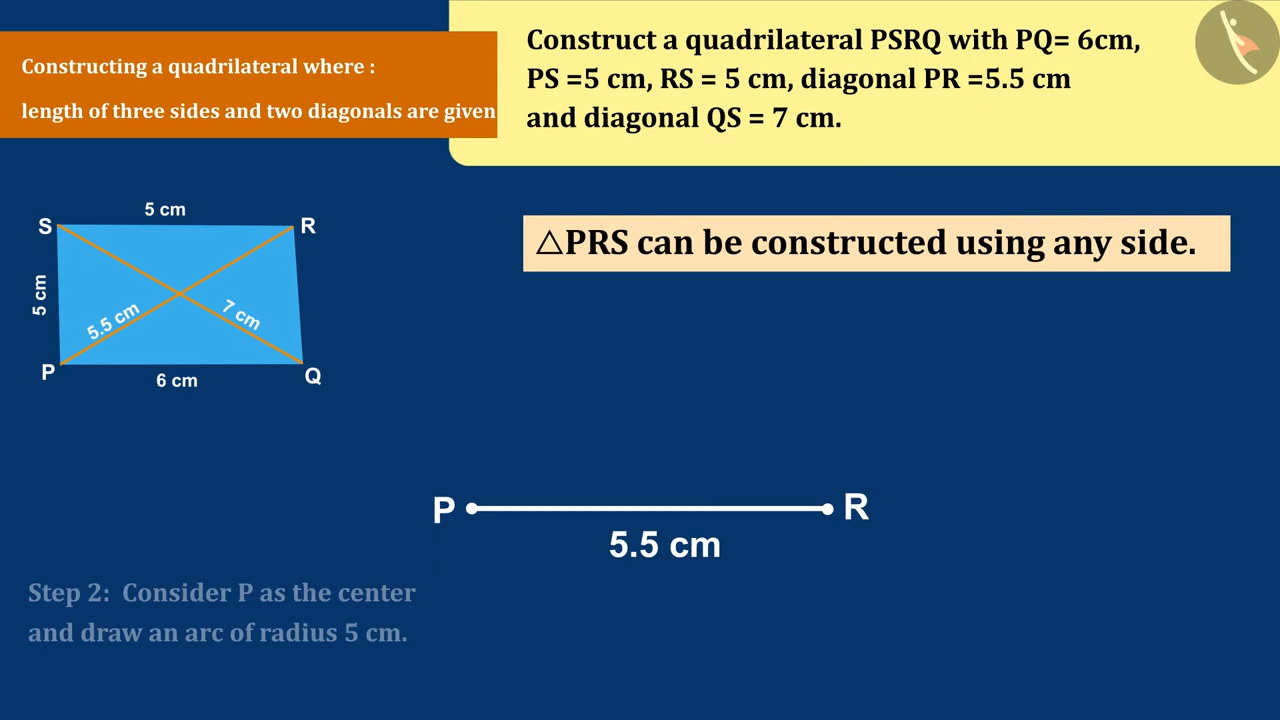 Constructing a quadrilateral where :
length of three sides and two diagonals are given
Construct a quadrilateral PSRQ with PQ= 6cm,
PS =5 cm, RS = 5 cm, diagonal PR =5.5 cm
and diagonal QS = 7 cm.
5 cm
S
R
5 cm
5.5 cm
7 cm
P
Q
6 cm
△PRS can be constructed using any side.
P
R
5.5 cm
Step 2: Consider P as the center
and draw an arc of radius 5 cm.